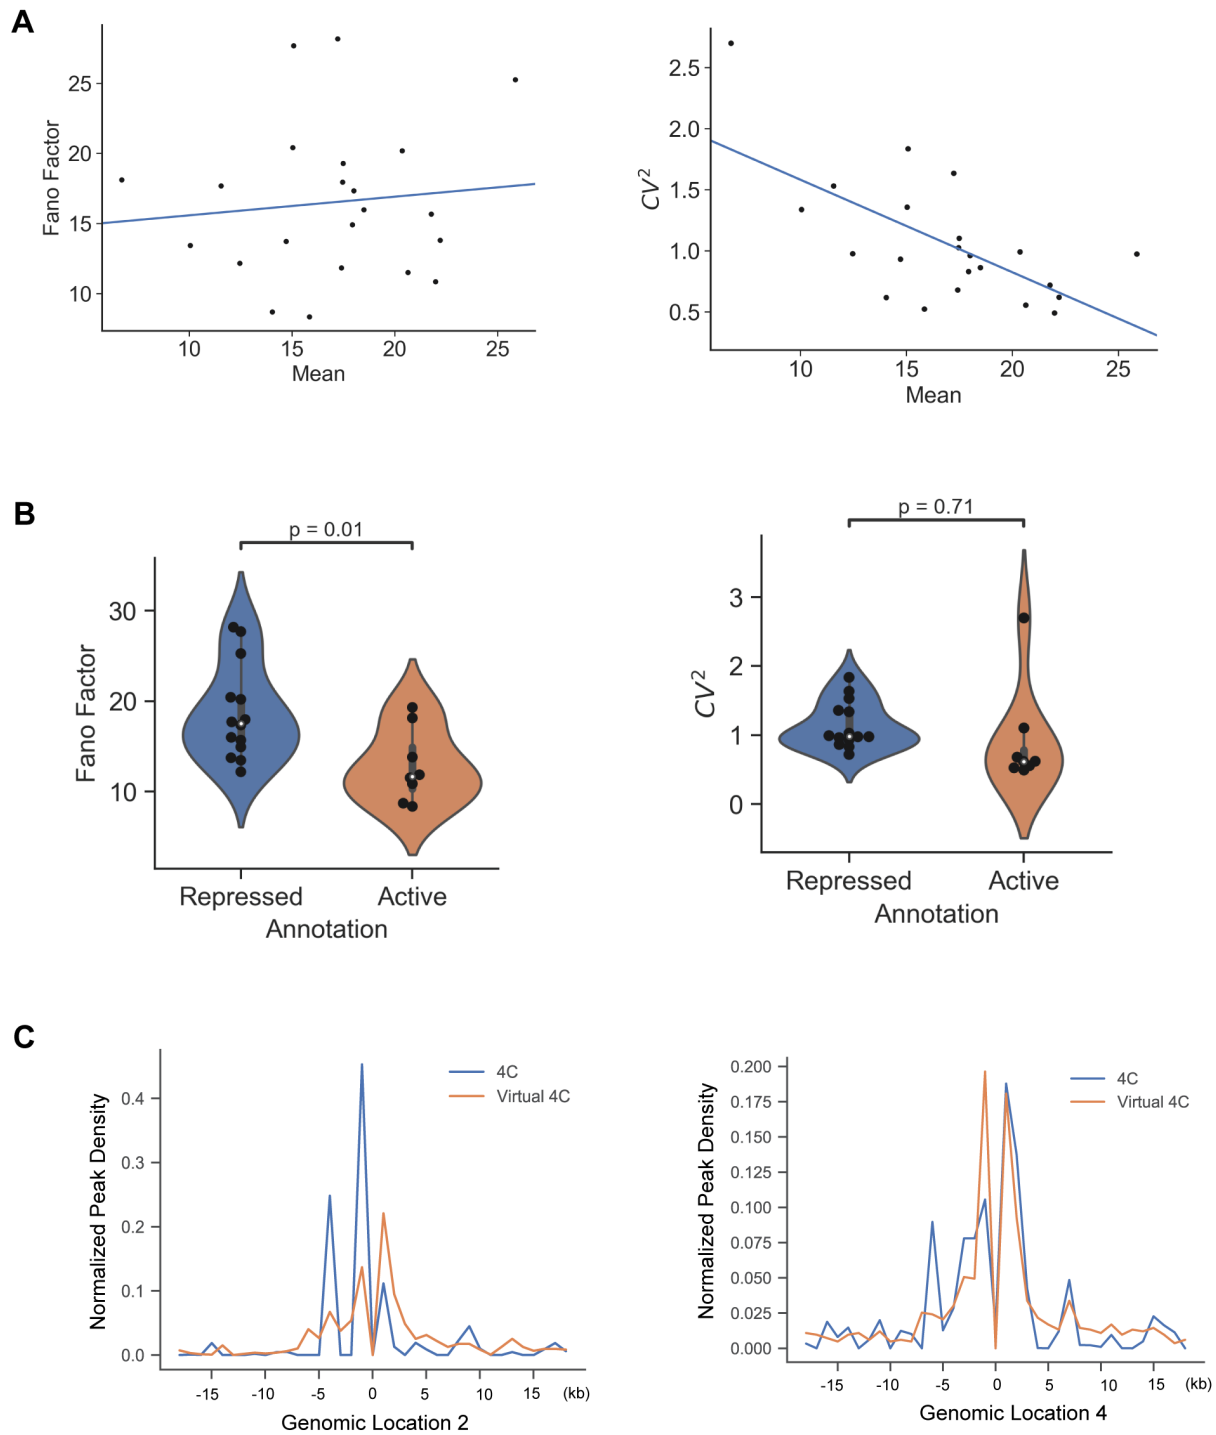 A
Fano Factor
25
20
15
10
10
15
20
25
Mean
CV²
2.5
2.0
1.5
1.0
0.5
10
15
20
25
Mean
B
p = 0.01
Fano Factor
30
20
10
Repressed
Active
Annotation
p = 0.71
CV²
3
2
1
0
Repressed
Active
Annotation
C
Normalized Peak Density
0.4
0.3
0.2
0.1
0.0
4C
Virtual 4C
-15
-10
-5
0
5
10
15
(kb)
Genomic Location 2
Normalized Peak Density
0.200
0.175
0.150
0.125
0.100
0.075
0.050
0.025
0.000
4C
Virtual 4C
-15
-10
-5
0
5
10
15
(kb)
Genomic Location 4